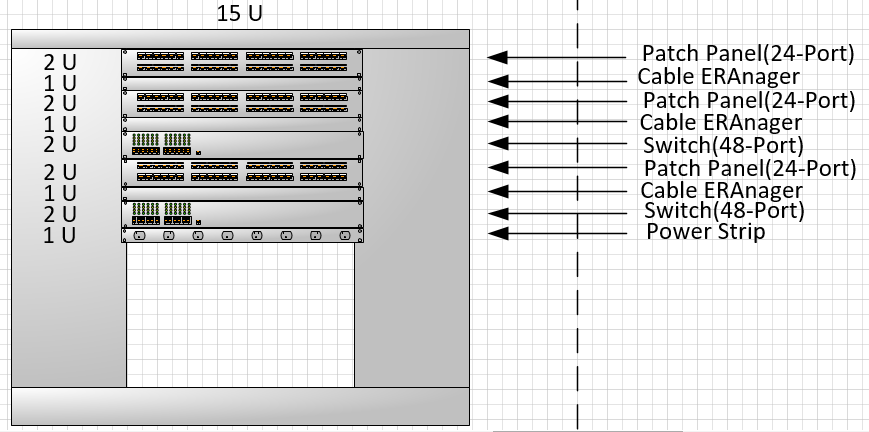 15 U
2 U
1 U
2 U
1 U
2 U
2 U
1 U
2 U
1 U
Patch Panel(24-Port)
Cable ERAnager
Patch Panel(24-Port)
Cable ERAnager
Switch(48-Port)
Patch Panel(24-Port)
Cable ERAnager
Switch(48-Port)
Power Strip